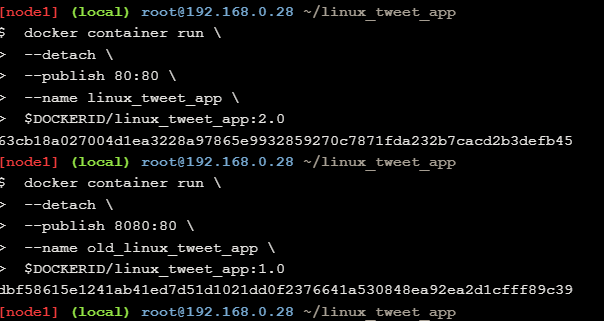 [node1] (local) root@192.168.0.28 ~/linux_tweet_app
$  docker container run \
>  --detach \
>  --publish 80:80 \
>  --name linux_tweet_app \
>  $DOCKERID/linux_tweet_app:2.0
63cb18a027004d1ea3228a97865e9932859270c7871fda232b7cacd2b3defb45
[node1] (local) root@192.168.0.28 ~/linux_tweet_app
$  docker container run \
>  --detach \
>  --publish 8080:80 \
>  --name old_linux_tweet_app \
>  $DOCKERID/linux_tweet_app:1.0
dbf58615e1241ab41ed7d51d1021dd0f2376641a530848ea92ea2d1cfff89c39
[node1] (local) root@192.168.0.28 ~/linux_tweet_app